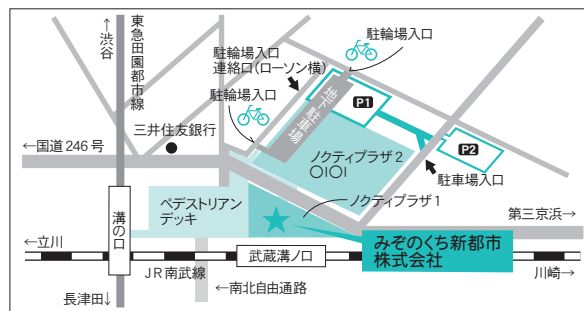 ←渋谷
東急田園都市線
駐輪場入口
駐輪場入口
連絡口(ローソン横)
駐輪場入口
P1
地下駐車場
三井住友銀行
P2
←国道246号
ノクティプラザ2
OIOI
駐車場入口
ペデストリアン
デッキ
ノクティプラザ1
第三京浜→
溝の口
みぞのくち新都市
株式会社
←立川
武蔵溝ノ口
川崎→
JR南武線
←南北自由通路
長津田↓